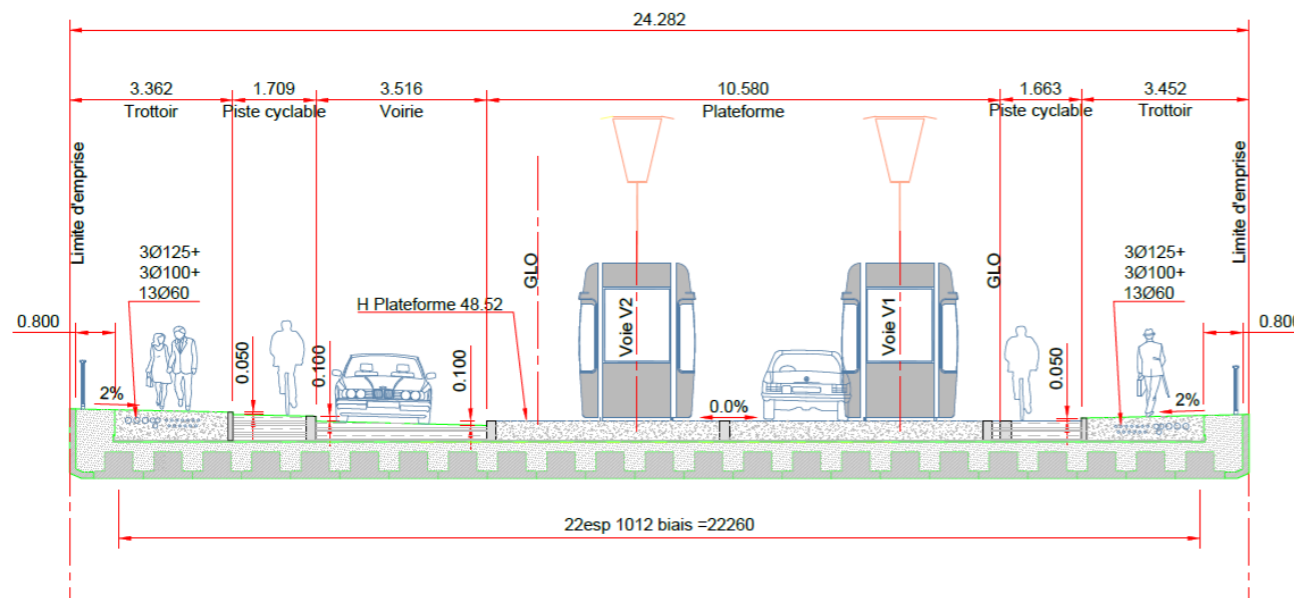 24.282
3.362
1.709
3.516
10.580
1.663
3.452
Trottoir
Piste cyclable
Voirie
Plateforme
Piste cyclable
Trottoir
Limite d'emprise
Limite d'emprise
3Ø125+
3Ø100+
13Ø60
GLO
GLO
3Ø125+
3Ø100+
13Ø60
H Plateforme 48.52
Voie V2
Voie V1
0.800
0.800
0.050
0.100
0.100
0.050
2%
0.0%
2%
22esp 1012 biais =22260